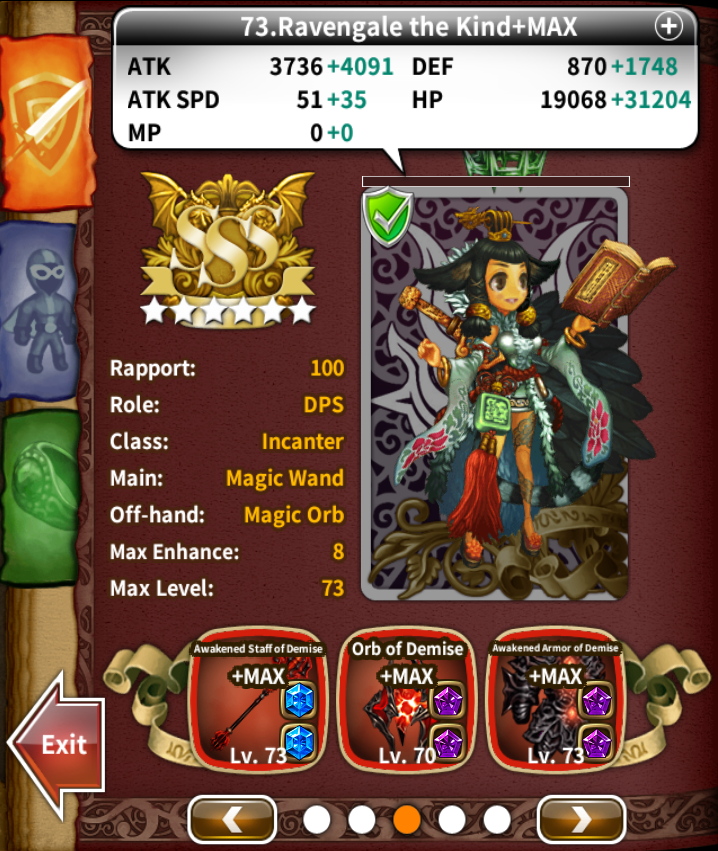 73.Ravengale the Kind+MAX
ATK 3736 +4091 DEF 870 +1748
ATK SPD 51 +35 HP 19068 +31204
MP 0 +0
SSS
Rapport: 100
Role: DPS
Class: Incanter
Main: Magic Wand
Off-hand: Magic Orb
Max Enhance: 8
Max Level: 73
Awakened Staff of Demise
+MAX
Lv. 73
Orb of Demise
+MAX
Lv. 70
Awakened Armor of Demise
+MAX
Lv. 73
Exit